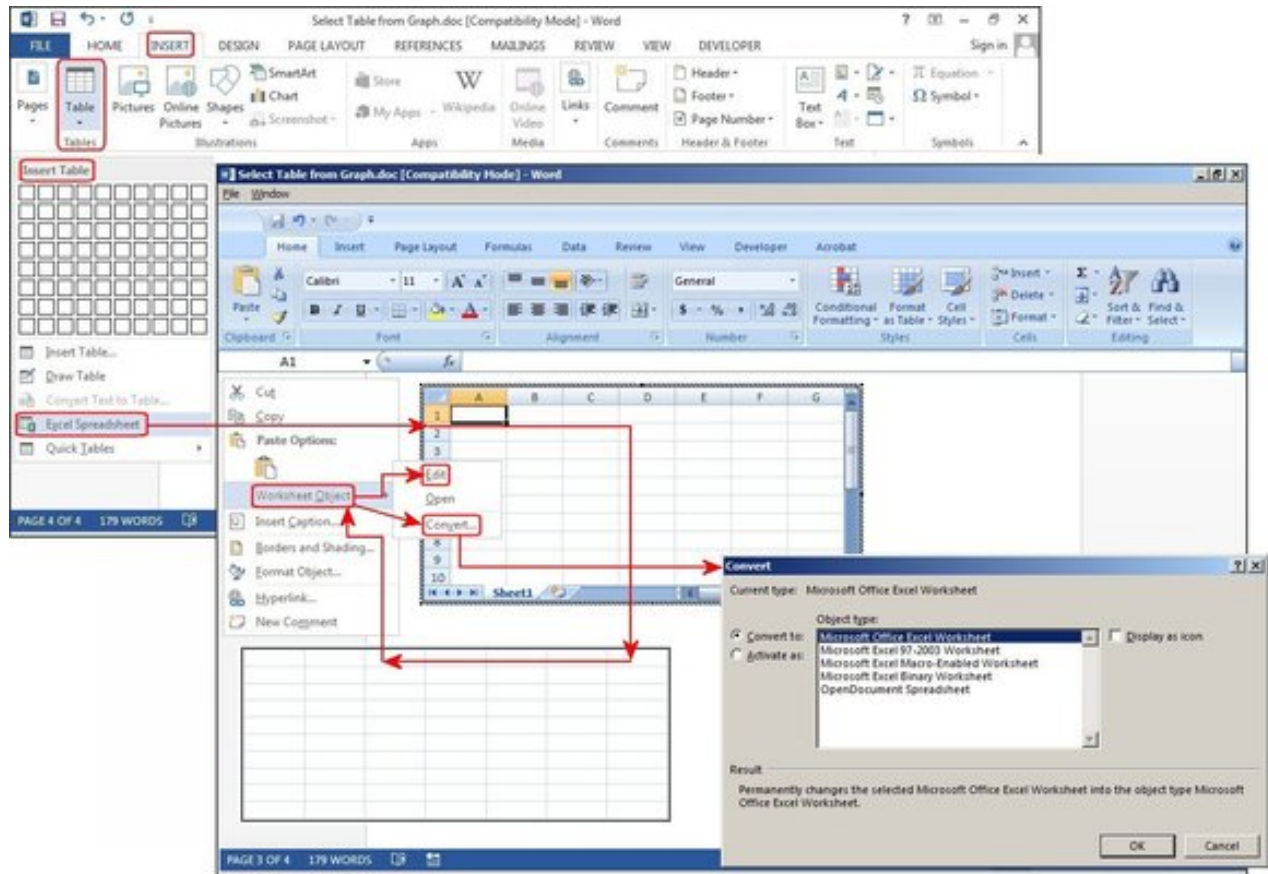 Select Table from Graph.doc [Compatibility Mode] - Word
FILE HOME INSERT DESIGN PAGE LAYOUT REFERENCES MAILINGS REVIEW VIEW DEVELOPER Sign in
Pages Table Pictures Online Pictures Shapes SmartArt Chart Screenshot Store My Apps Wikipedia Online Video Links Comment Header Footer Page Number Text Box Equation Symbol
Tables Illustrations Apps Media Comments Header & Footer Text Symbols
Insert Table
Insert Table...
Draw Table
Convert Text to Table...
Excel Spreadsheet
Quick Tables
PAGE 4 OF 4 179 WORDS
Select Table from Graph.doc [Compatibility Mode] - Word
File Window
Home Insert Page Layout Formulas Data Review View Developer Acrobat
Paste Calibri 11 General Conditional Formatting Format as Table Cell Styles Insert Delete Format Sort & Filter Find & Select
Clipboard Font Alignment Number Styles Cells Editing
A1 fx
Cut
Copy
Paste Options:
Worksheet Object
Insert Caption...
Borders and Shading...
Format Object...
Hyperlink...
New Comment
Edit
Open
Convert...
A B C D E F G
1
2
3
8
9
10
Sheet1
PAGE 3 OF 4 179 WORDS
Convert
Current type: Microsoft Office Excel Worksheet
Object type:
Convert to:
Activate as:
Microsoft Office Excel Worksheet
Microsoft Excel 97-2003 Worksheet
Microsoft Excel Macro-Enabled Worksheet
Microsoft Excel Binary Worksheet
OpenDocument Spreadsheet
Display as icon
Result
Permanently changes the selected Microsoft Office Excel Worksheet into the object type Microsoft
Office Excel Worksheet.
OK Cancel